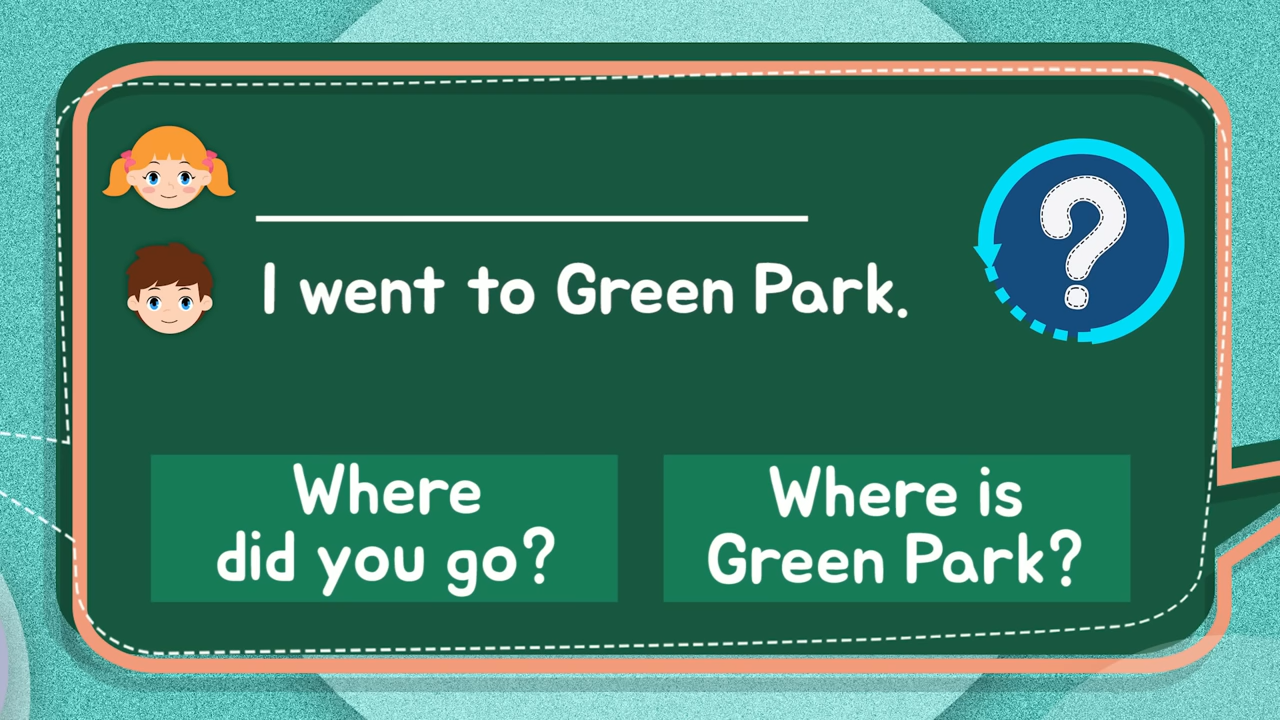 I went to Green Park.
Where
did you go?
Where is
Green Park?